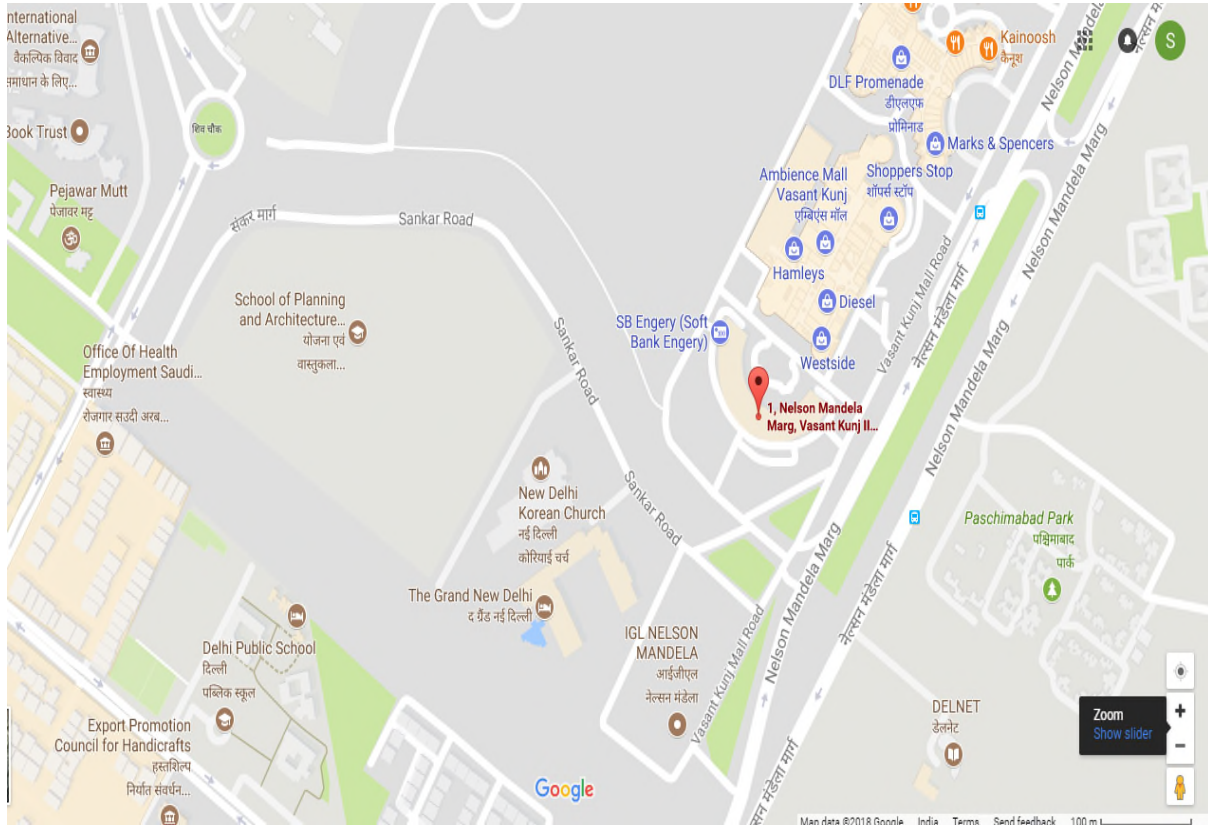 nternational
Alternative...
वैकल्पिक विवाद
समाधान के लिए...
Book Trust
शिव चौक
Pejawar Mutt
पेजावर मट्ट
संकर मार्ग
Sankar Road
School of Planning
and Architecture...
योजना एवं
वास्तुकला...
Office Of Health
Employment Saudi...
स्वास्थ्य
रोजगार सउदी अरब...
Sankar Road
Sankar Road
Kainoosh
कैनूश
S
DLF Promenade
डीएलएफ
प्रोमिनाड
Marks & Spencers
Ambience Mall
Vasant Kunj
एम्बिएंस मॉल
Shoppers Stop
शॉपर्स स्टॉप
Hamleys
Diesel
Westside
SB Engery (Soft
Bank Engery)
1, Nelson Mandela
Marg, Vasant Kunj II...
Nelson Mandela
नेल्सन मं
Nelson Mandela Marg
Nelson Mandela Marg
Vasant Kunj Mall Road
नेल्सन मंडेला मार्ग
Nelson Mandela Marg
New Delhi
Korean Church
नई दिल्ली
कोरियाई चर्च
The Grand New Delhi
द ग्रैंड नई दिल्ली
IGL NELSON
MANDELA
आईजीएल
नेल्सन मंडेला
Vasant Kunj Mall Road
Nelson Mandela Marg
नेल्सन मंडेला मार्ग
नेल्सन मंडेला मार्ग
Paschimabad Park
पश्चिमाबाद
पार्क
DELNET
डेलनेट
Delhi Public School
दिल्ली
पब्लिक स्कूल
Export Promotion
Council for Handicrafts
हस्तशिल्प
निर्यात संवर्धन...
Zoom
Show slider
+
−
Google
Map data ©2018 Google India Terms Send feedback 100 m